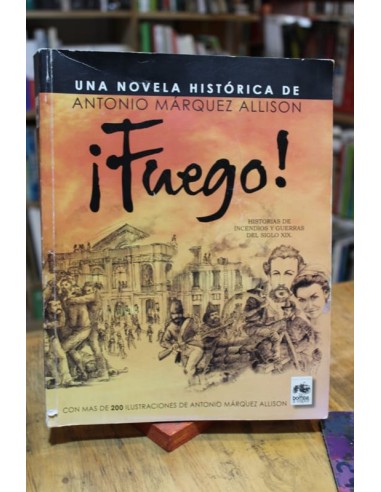 UNA NOVELA HISTÓRICA DE
ANTONIO MÁRQUEZ ALLISON
¡Fuego!
HISTORIAS DE
INCENDIOS Y GUERRAS
DEL SIGLO XIX.
CON MAS DE 200 ILUSTRACIONES DE ANTONIO MÁRQUEZ ALLISON